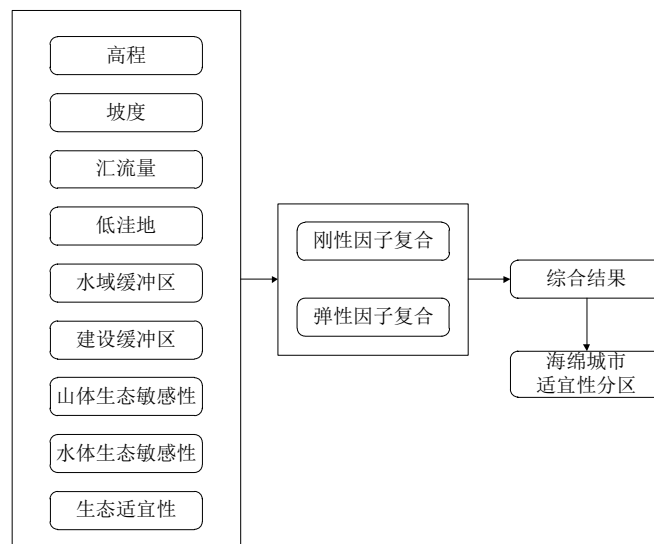 高程
坡度
汇流量
低洼地
水域缓冲区
建设缓冲区
山体生态敏感性
水体生态敏感性
生态适宜性
刚性因子复合
弹性因子复合
综合结果
海绵城市
适宜性分区